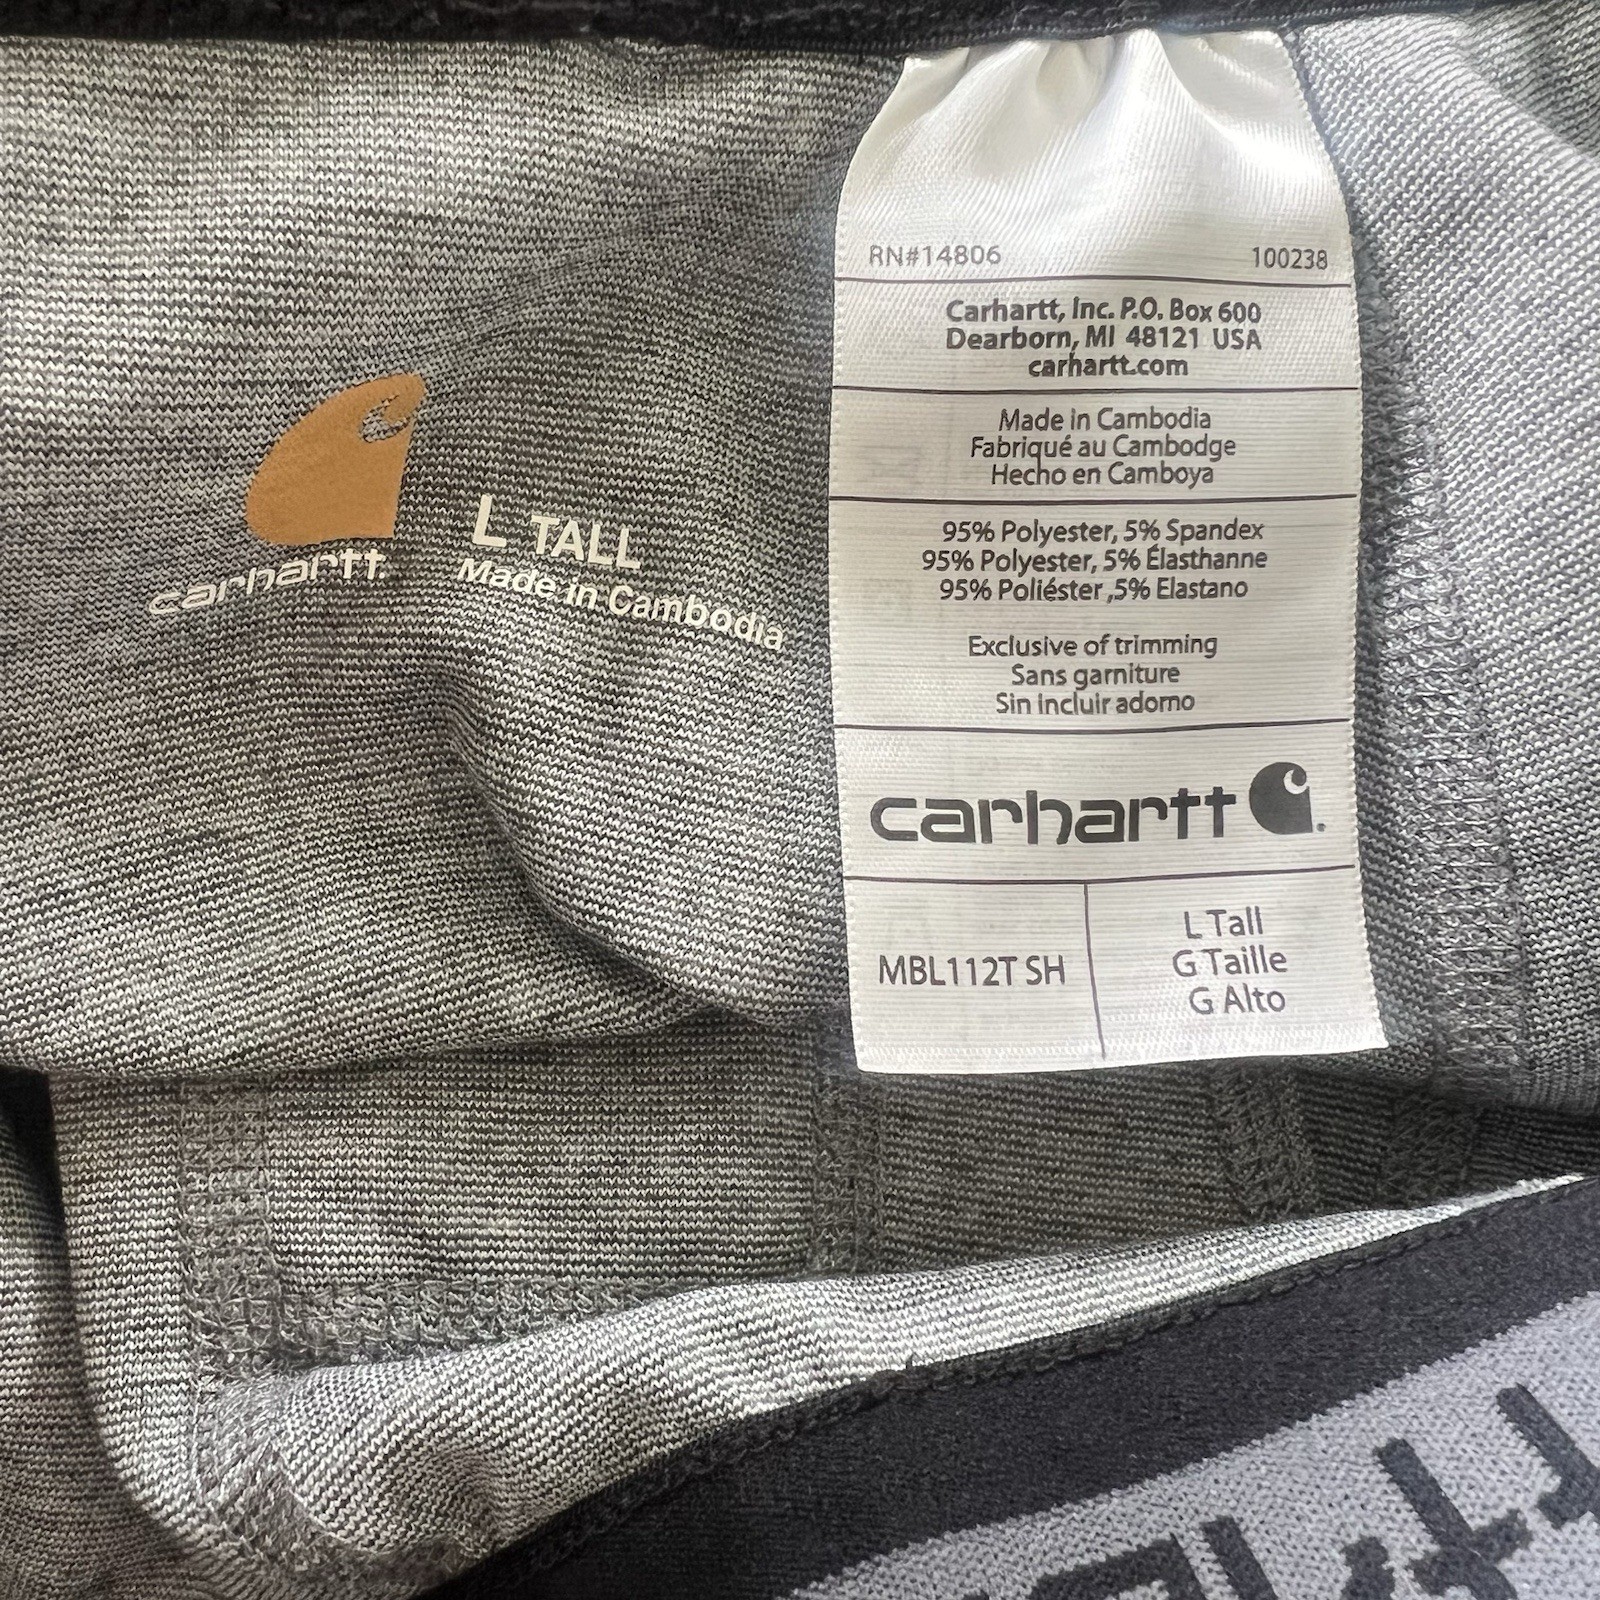 carhartt.
L TALL
Made in Cambodia
RN#14806 100238
Carhartt, Inc. P.O. Box 600
Dearborn, MI 48121 USA
carhartt.com
Made in Cambodia
Fabriqué au Cambodge
Hecho en Camboya
95% Polyester, 5% Spandex
95% Polyester, 5% Élasthanne
95% Poliéster ,5% Elastano
Exclusive of trimming
Sans garniture
Sin incluir adorno
carhartt
MBL112T SH
L Tall
G Taille
G Alto